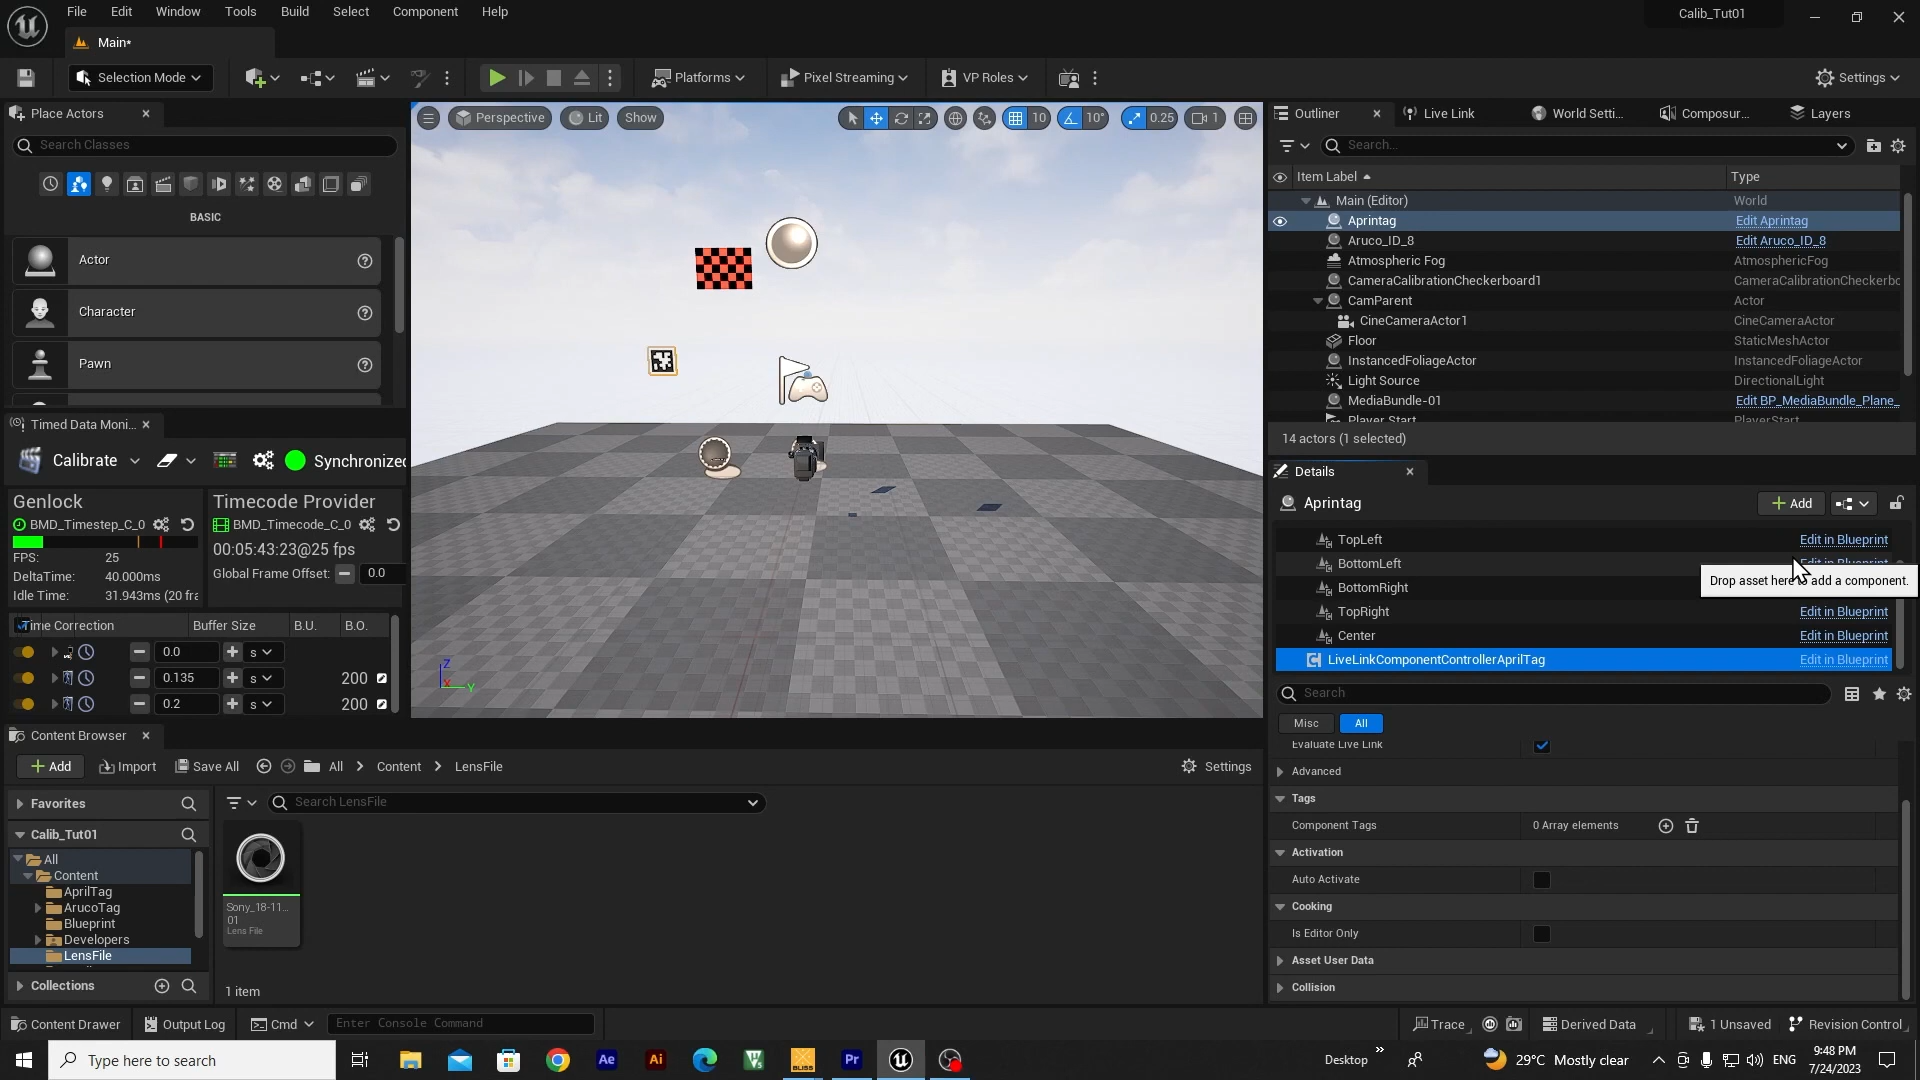 File Edit Window Tools Build Select Component Help
Calib_Tut01
Main*
Selection Mode
Platforms
Pixel Streaming
VP Roles
Settings
Place Actors
Search Classes
BASIC
Actor
Character
Pawn
Timed Data Moni...
Calibrate
Synchronized
Genlock
BMD_Timestep_C_0
FPS: 25
DeltaTime: 40.000ms
Idle Time: 31.943ms (20 fra
Timecode Provider
BMD_Timecode_C_0
00:05:43:23@25 fps
Global Frame Offset: 0.0
Time Correction Buffer Size B.U. B.O.
0.0 s
0.135 s 200
0.2 s 200
Perspective Lit Show
10 10° 0.25 1
Z
X
Y
Outliner Live Link World Setti... Composur... Layers
Search...
Item Label Type
Main (Editor) World
Aprintag Edit Aprintag
Aruco_ID_8 Edit Aruco_ID_8
Atmospheric Fog AtmosphericFog
CameraCalibrationCheckerboard1 CameraCalibrationCheckerbo
CamParent Actor
CineCameraActor1 CineCameraActor
Floor StaticMeshActor
InstancedFoliageActor InstancedFoliageActor
Light Source DirectionalLight
MediaBundle-01 Edit BP_MediaBundle_Plane_
Player Start PlayerStart
14 actors (1 selected)
Details
Aprintag
Add
TopLeft Edit in Blueprint
BottomLeft Edit in Blueprint
Drop asset here to add a component.
BottomRight
TopRight Edit in Blueprint
Center Edit in Blueprint
LiveLinkComponentControllerAprilTag Edit in Blueprint
Search
Misc All
Evaluate Live Link
Advanced
Tags
Component Tags 0 Array elements
Activation
Auto Activate
Cooking
Is Editor Only
Asset User Data
Collision
Content Browser
Add Import Save All All Content LensFile
Settings
Favorites
Calib_Tut01
All
Content
AprilTag
ArucoTag
Blueprint
Developers
LensFile
Collections
Search LensFile
Sony_18-11...
01
Lens File
1 item
Content Drawer Output Log Cmd Enter Console Command
Trace Derived Data 1 Unsaved Revision Control
Type here to search
Ae
Ai
BLISS
Pr
Desktop
29°C Mostly clear
ENG
9:48 PM
7/24/2023